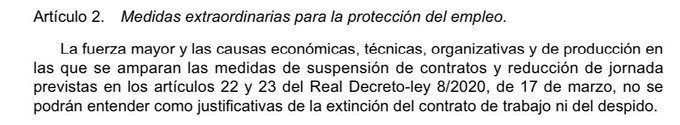 Artículo 2. Medidas extraordinarias para la protección del empleo.
La fuerza mayor y las causas económicas, técnicas, organizativas y de producción en
las que se amparan las medidas de suspensión de contratos y reducción de jornada
previstas en los artículos 22 y 23 del Real Decreto-ley 8/2020, de 17 de marzo, no se
podrán entender como justificativas de la extinción del contrato de trabajo ni del despido.